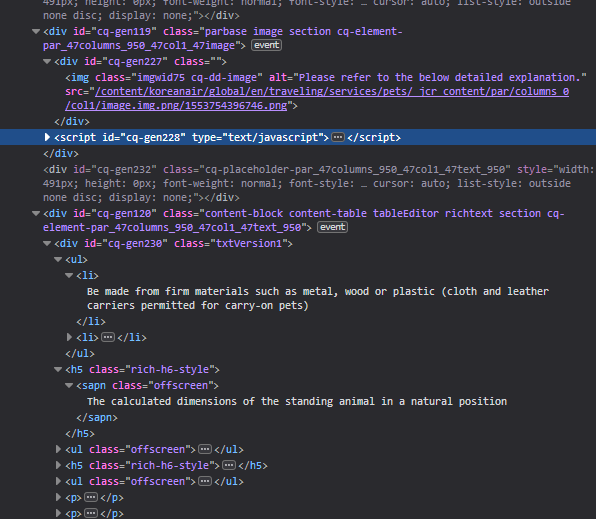 491px; height: 0px; font-weight: normal; font-style: … cursor: auto; list-style: outside
none disc; display: none;"></div>
<div id="cq-gen119" class="parbase image section cq-element-
par_47columns_950_47col1_47image"> event
<div id="cq-gen227" class="">
<img class="imgwid75 cq-dd-image" alt="Please refer to the below detailed explanation."
src="/content/koreanair/global/en/traveling/services/pets/_jcr_content/par/columns_0
/col1/image.img.png/1553754396746.png">
</div>
<script id="cq-gen228" type="text/javascript"> … </script>
</div>
<div id="cq-gen232" class="cq-placeholder-par_47columns_950_47col1_47text_950" style="width:
491px; height: 0px; font-weight: normal; font-style: … cursor: auto; list-style: outside
none disc; display: none;"></div>
<div id="cq-gen120" class="content-block content-table tableEditor richtext section cq-
element-par_47columns_950_47col1_47text_950"> event
<div id="cq-gen230" class="txtVersion1">
<ul>
<li>
Be made from firm materials such as metal, wood or plastic (cloth and leather
carriers permitted for carry-on pets)
</li>
<li> … </li>
</ul>
<h5 class="rich-h6-style">
<sapn class="offscreen">
The calculated dimensions of the standing animal in a natural position
</sapn>
</h5>
<ul class="offscreen"> … </ul>
<h5 class="rich-h6-style"> … </h5>
<ul class="offscreen"> … </ul>
<p> … </p>
<p> … </p>